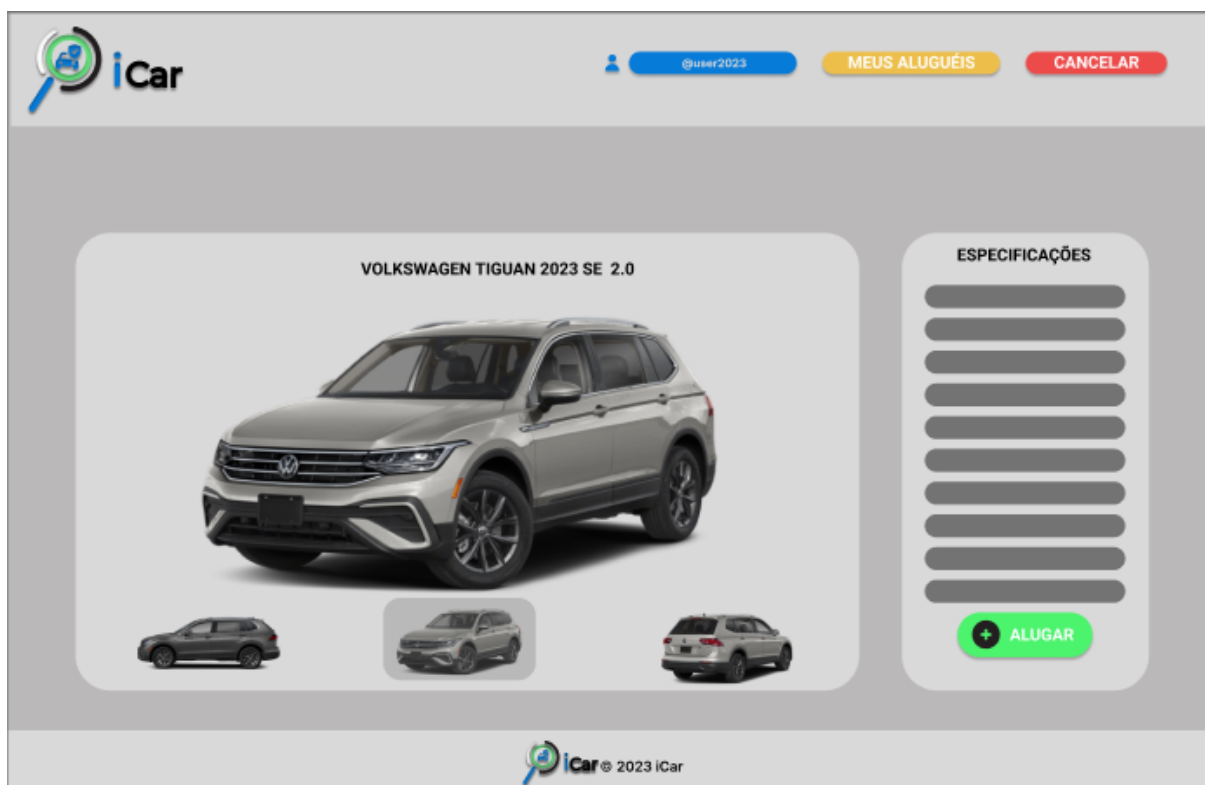 iCar
@user2023
MEUS ALUGUÉIS
CANCELAR
VOLKSWAGEN TIGUAN 2023 SE 2.0
ESPECIFICAÇÕES
ALUGAR
iCar © 2023 iCar